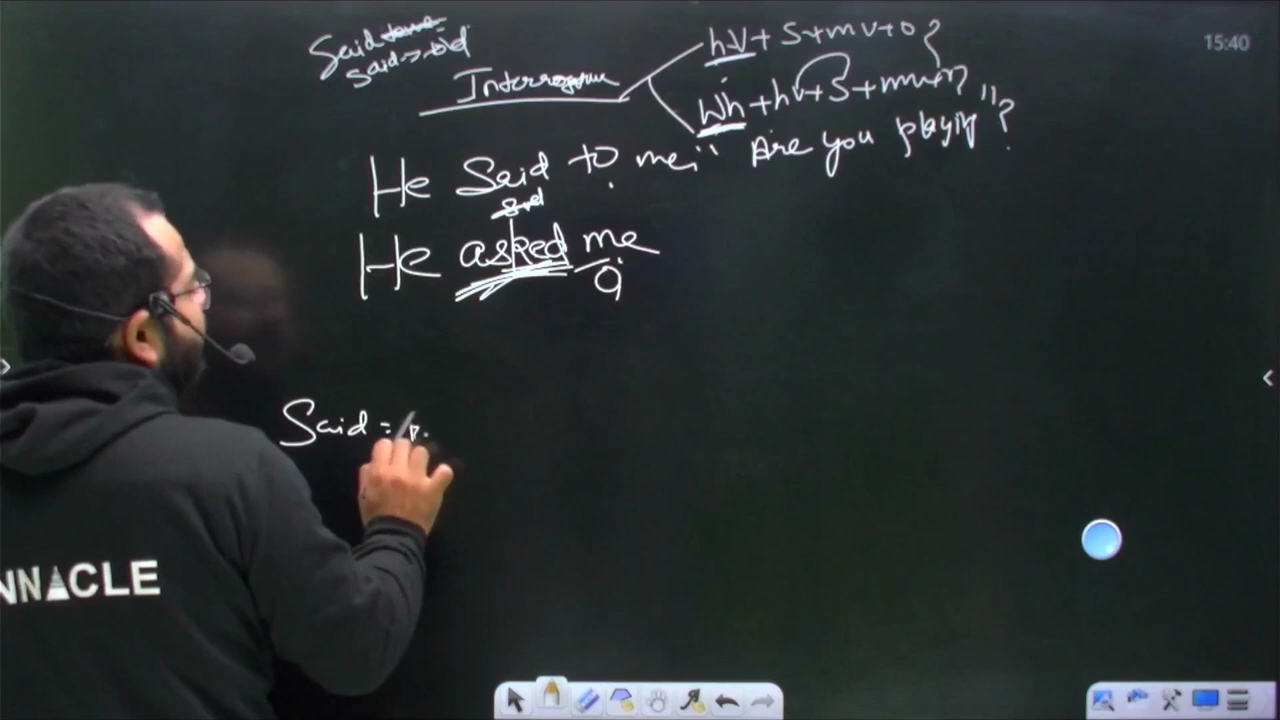 15:40
Said
Said → told
Interrogative
hv + S + mv + o ?
Wh + hv + S + mv + ?
He Said to me, " Are you playing "?
He asked me
Said =
NNACLE